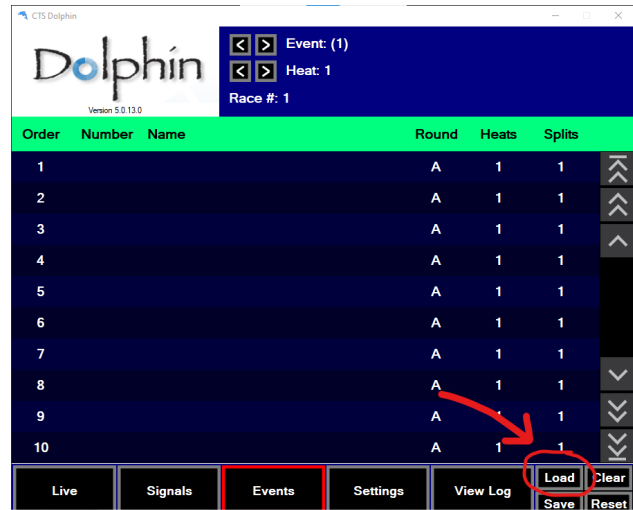 CTS Dolphin
Dolphin
Version 5.0.13.0
Event: (1)
Heat: 1
Race #: 1
Order Number Name Round Heats Splits
1 A 1 1
2 A 1 1
3 A 1 1
4 A 1 1
5 A 1 1
6 A 1 1
7 A 1 1
8 A 1 1
9 A 1 1
10 A 1 1
Live Signals Events Settings View Log Load Clear
Save Reset